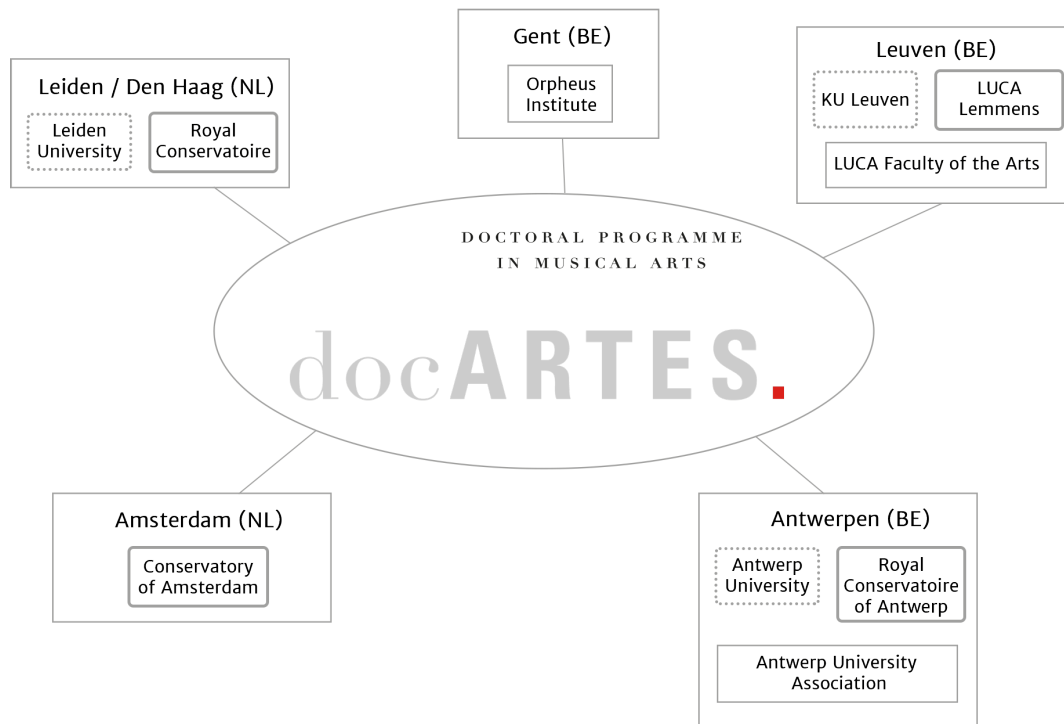 Gent (BE)
Orpheus
Institute
Leiden / Den Haag (NL)
Leiden
University
Royal
Conservatoire
Leuven (BE)
KU Leuven
LUCA
Lemmens
LUCA Faculty of the Arts
DOCTORAL PROGRAMME
IN MUSICAL ARTS
docARTES.
Amsterdam (NL)
Conservatory
of Amsterdam
Antwerpen (BE)
Antwerp
University
Royal
Conservatoire
of Antwerp
Antwerp University
Association